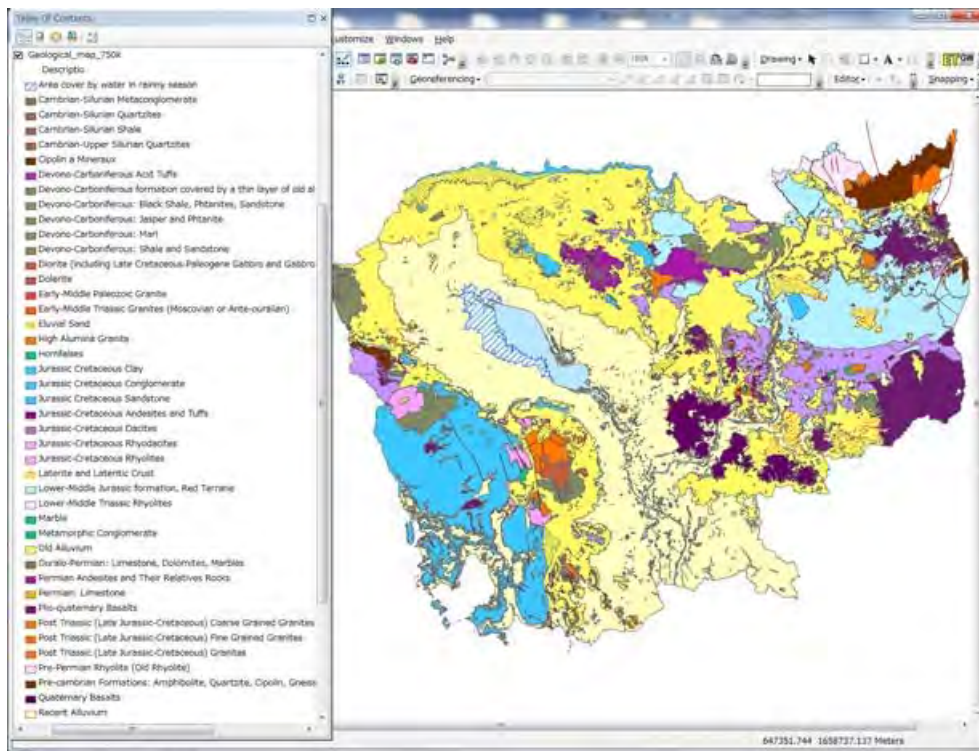 Table Of Contents
Geological_map_750k
Descriptio
Area cover by water in rainny season
Cambrian-Silurian Metaconglomerate
Cambrian-Silurian Quartzites
Cambrian-Silurian Shale
Cambrian-Upper Silurian Quartzites
Cipolin a Mineraux
Devono-Carboniferous Acid Tuffs
Devono-Carboniferous formation covered by a thin layer of old al
Devono-Carboniferous: Black Shale, Phtanites, Sandstone
Devono-Carboniferous: Jasper and Phtanite
Devono-Carboniferous: Marl
Devono-Carboniferous: Shale and Sandstone
Diorite (including Late Cretaceous-Paleogene Gabbro and Gabbro
Dolerite
Early-Middle Paleozoic Granite
Early-Middle Triassic Granites (Moscovian or Ante-ouralian)
Eluvial Sand
High Alumina Granite
Hornfelses
Jurassic Cretaceous Clay
Jurassic Cretaceous Conglomerate
Jurassic Cretaceous Sandstone
Jurassic-Cretaceous Andesites and Tuffs
Jurassic-Cretaceous Dacites
Jurassic-Cretaceous Rhyodacites
Jurassic-Cretaceous Rhyolites
Laterite and Lateritic Crust
Lower-Middle Jurassic formation, Red Terrane
Lower-Middle Triassic Rhyolites
Marble
Metamorphic Conglomerate
Old Alluvium
Ouralo-Permian: Limestone, Dolomites, Marbles
Permian Andesites and Their Relatives Rocks
Permian: Limestone
Plio-quaternary Basalts
Post Triassic (Late Jurassic-Cretaceous) Coarse Grained Granites
Post Triassic (Late Jurassic-Cretaceous) Fine Grained Granites
Post Triassic (Late Jurassic-Cretaceous) Granites
Pre-Permian Rhyolite (Old Rhyolite)
Pre-cambrian Formations: Amphibolite, Quartzite, Cipolin, Gneiss
Quaternary Basalts
Recent Alluvium
ustomize Windows Help
100% Drawing A ET GW
Georeferencing Editor Snapping
647351.744 1658737.137 Meters